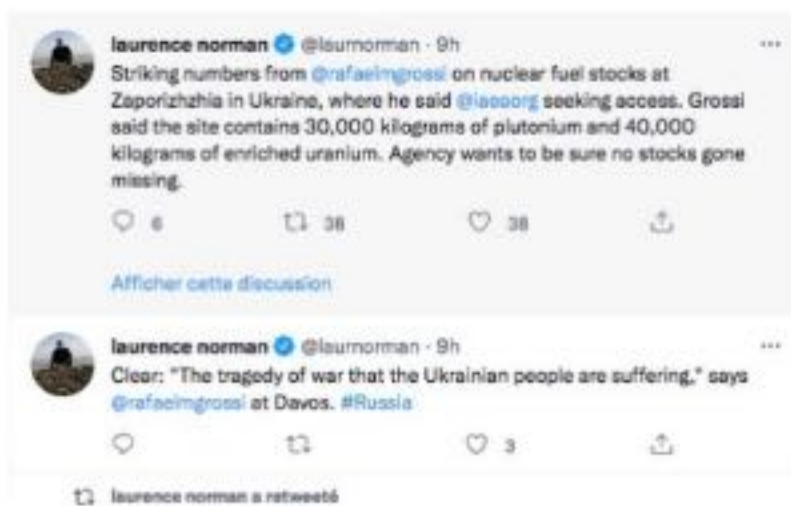 laurence norman @laurnorman · 9h
Striking numbers from @rafaelmgrossi on nuclear fuel stocks at
Zaporizhzhia in Ukraine, where he said @iaeaorg seeking access. Grossi
said the site contains 30,000 kilograms of plutonium and 40,000
kilograms of enriched uranium. Agency wants to be sure no stocks gone
missing.
6 38 38
Afficher cette discussion
laurence norman @laurnorman · 9h
Clear: "The tragedy of war that the Ukrainian people are suffering," says
@rafaelmgrossi at Davos. #Russia
3
laurence norman a retweeté